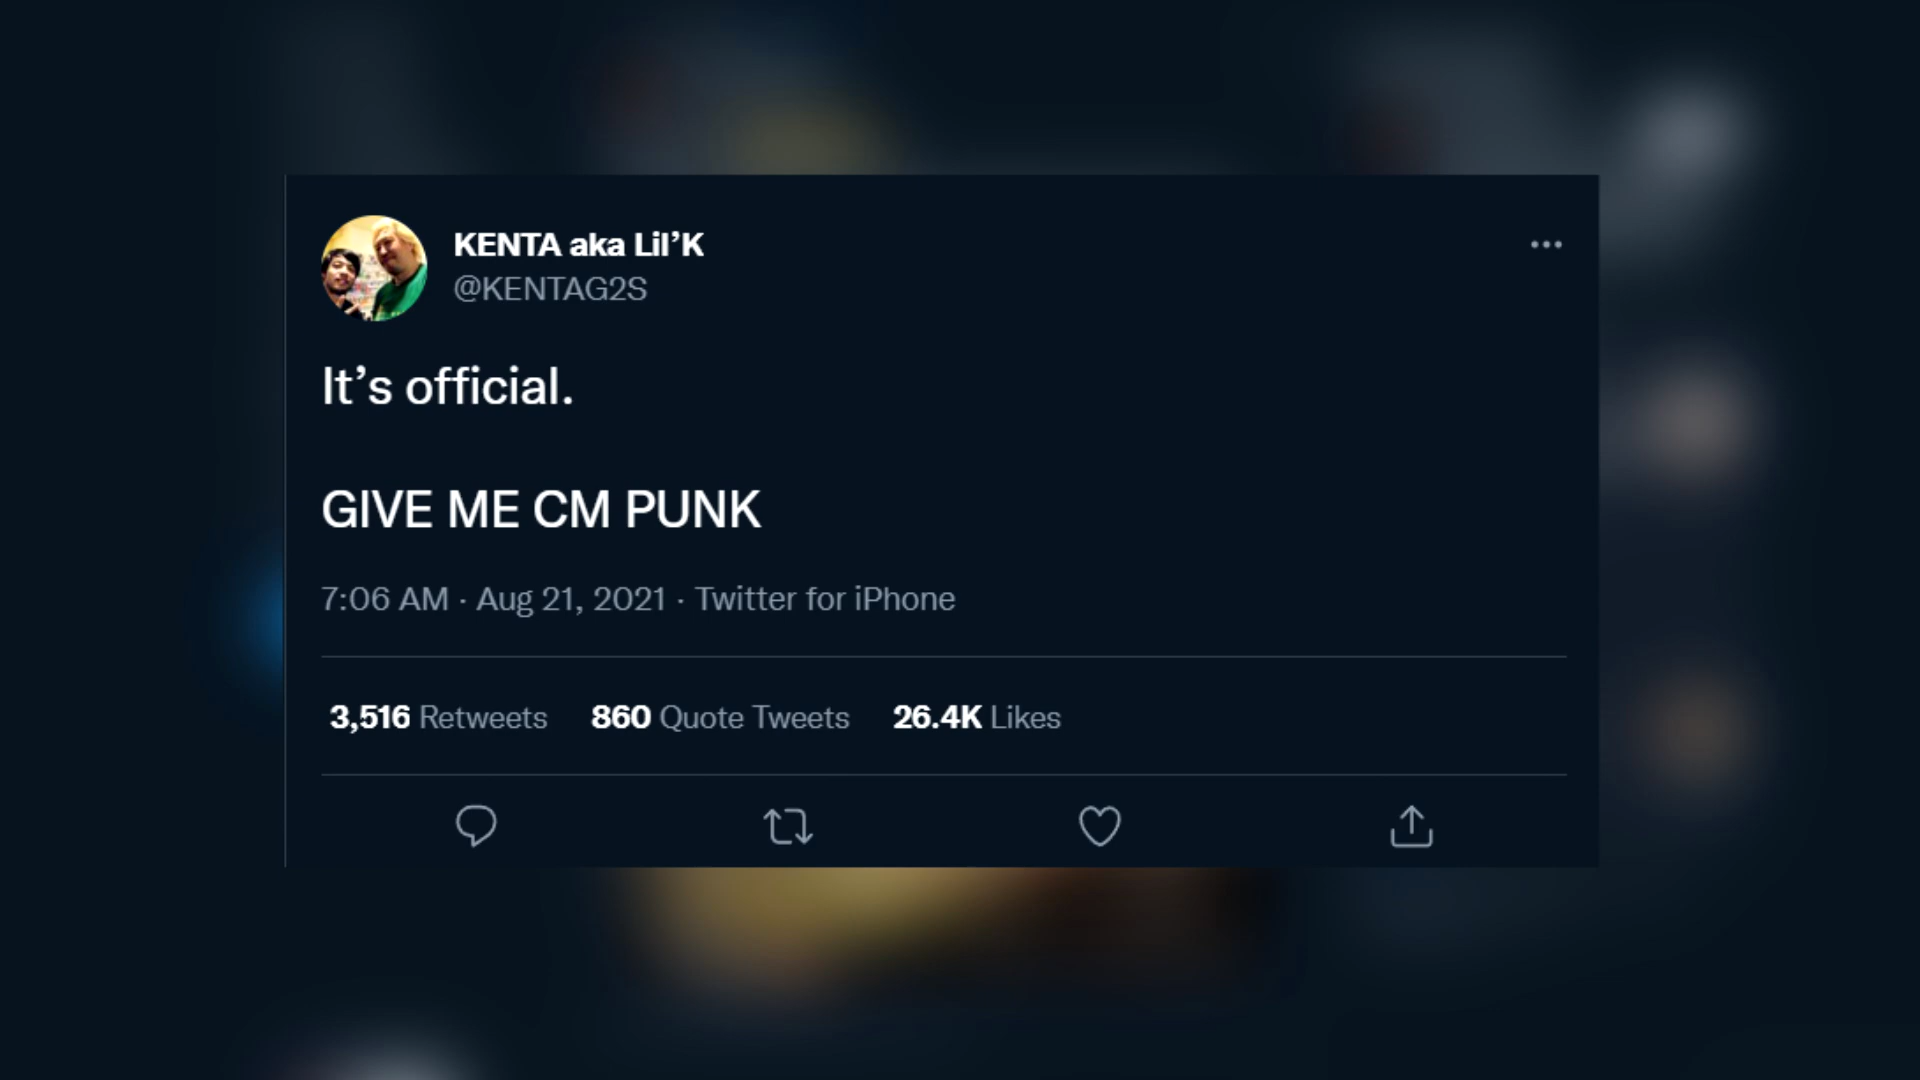 KENTA aka Lil’K
@KENTAG2S
It’s official.
GIVE ME CM PUNK
7:06 AM · Aug 21, 2021 · Twitter for iPhone
3,516 Retweets 860 Quote Tweets 26.4K Likes